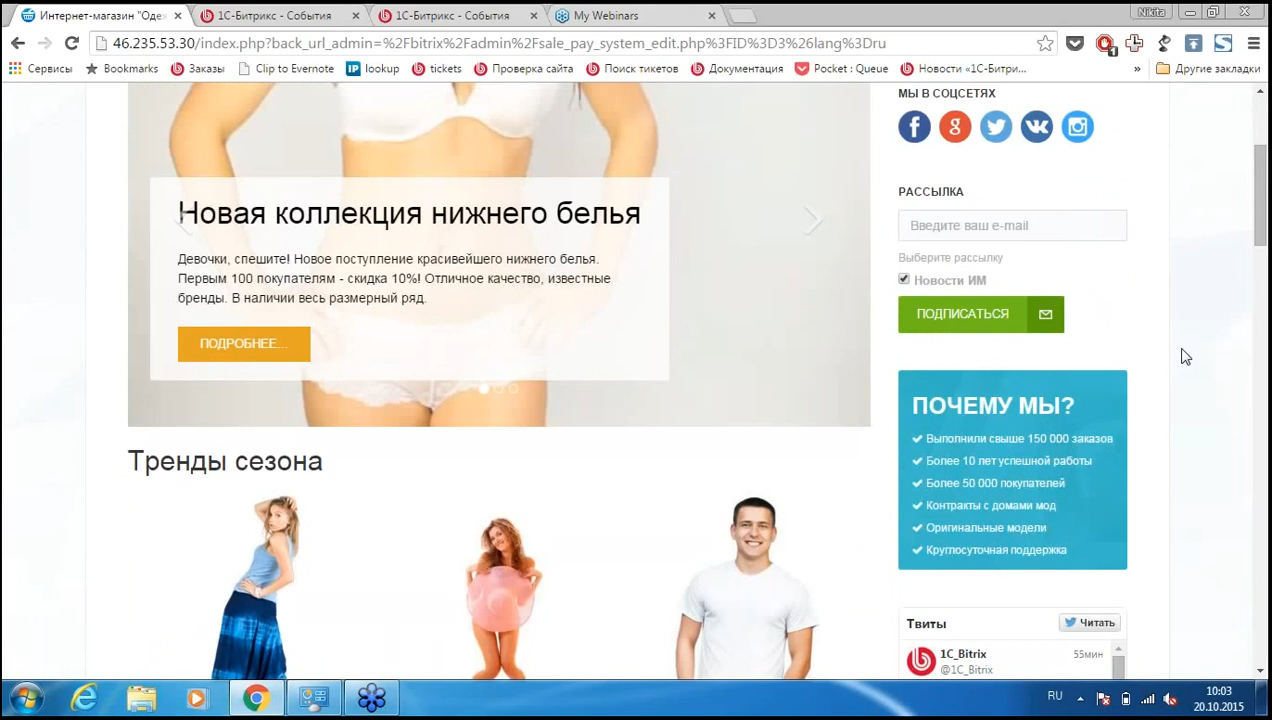 Интернет-магазин "Оде
1С-Битрикс - События
1С-Битрикс - События
My Webinars
Nikita
46.235.53.30/index.php?back_url_admin=%2Fbitrix%2Fadmin%2Fsale_pay_system_edit.php%3FID%3D3%26lang%3Dru
1
Сервисы
Bookmarks
Заказы
Clip to Evernote
IP lookup
tickets
Проверка сайта
Поиск тикетов
Документация
Pocket : Queue
Новости «1С-Битри...
»
Другие закладки
МЫ В СОЦСЕТЯХ
РАССЫЛКА
Введите ваш e-mail
Выберите рассылку
Новости ИМ
ПОДПИСАТЬСЯ
Новая коллекция нижнего белья
Девочки, спешите! Новое поступление красивейшего нижнего белья.
Первым 100 покупателям - скидка 10%! Отличное качество, известные
бренды. В наличии весь размерный ряд.
ПОДРОБНЕЕ...
ПОЧЕМУ МЫ?
Выполнили свыше 150 000 заказов
Более 10 лет успешной работы
Более 50 000 покупателей
Контракты с домами мод
Оригинальные модели
Круглосуточная поддержка
Тренды сезона
Твиты
Читать
1C_Bitrix
55мин
@1C_Bitrix
RU
10:03
20.10.2015